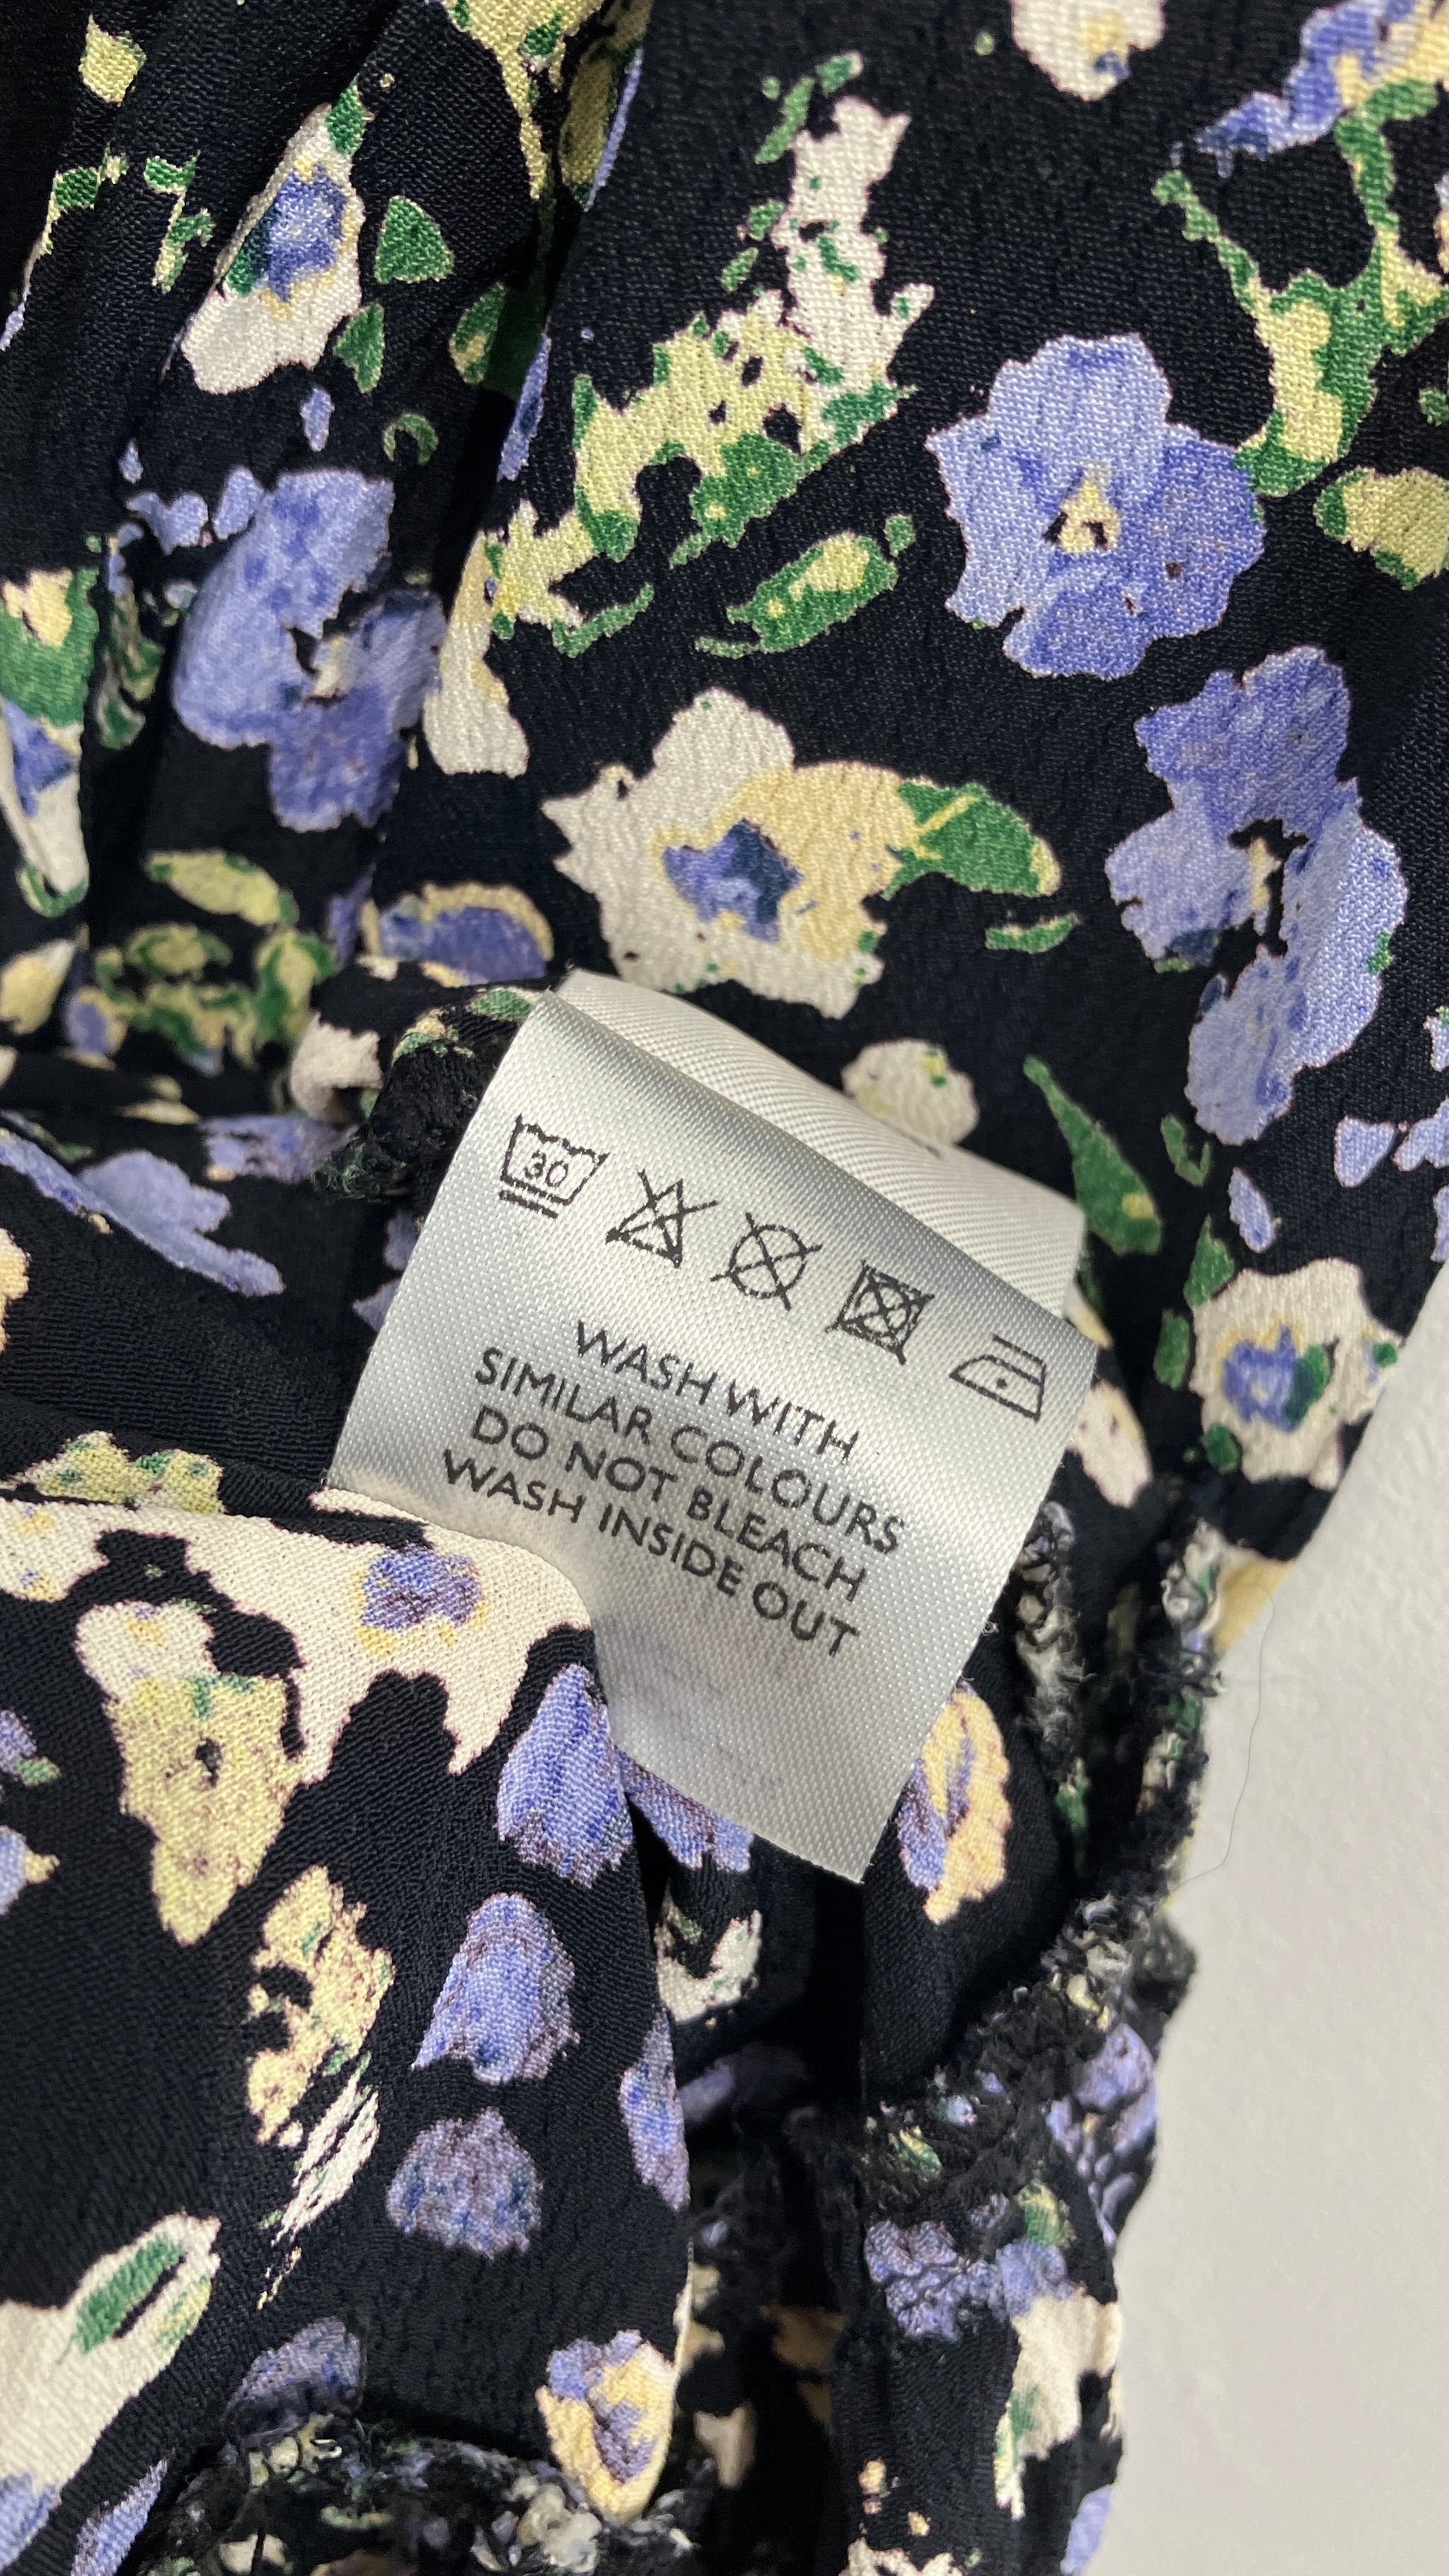 30
WASH WITH
SIMILAR COLOURS
DO NOT BLEACH
WASH INSIDE OUT